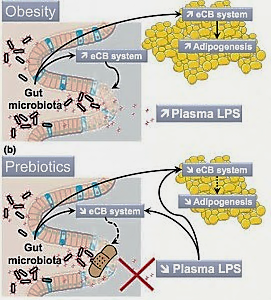 Obesity
↗ eCB system
↗ Adipogenesis
↗ eCB system
Gut
microbiota
↗ Plasma LPS
(b)
Prebiotics
↘ eCB system
↘ Adipogenesis
↘ eCB system
Gut
microbiota
↘ Plasma LPS